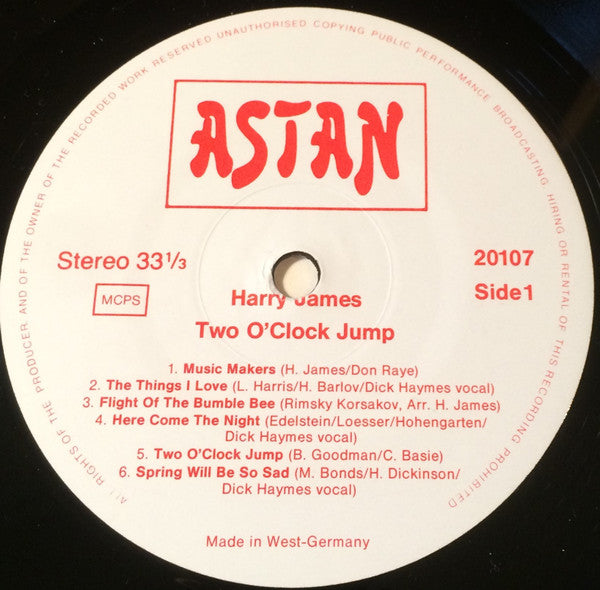 ALL RIGHTS OF THE PRODUCER AND OF THE OWNER OF THE RECORDED WORK RESERVED UNAUTHORISED COPYING PUBLIC PERFORMANCE BROADCASTING HIRING OR RENTAL OF THIS RECORDING PROHIBITED
ASTAN
Stereo 33 1/3
20107
MCPS
Side 1
Harry James
Two O'Clock Jump
1. Music Makers (H. James/Don Raye)
2. The Things I Love (L. Harris/H. Barlov/Dick Haymes vocal)
3. Flight Of The Bumble Bee (Rimsky Korsakov, Arr. H. James)
4. Here Come The Night (Edelstein/Loesser/Hohengarten/
Dick Haymes vocal)
5. Two O'Clock Jump (B. Goodman/C. Basie)
6. Spring Will Be So Sad (M. Bonds/H. Dickinson/
Dick Haymes vocal)
Made in West-Germany